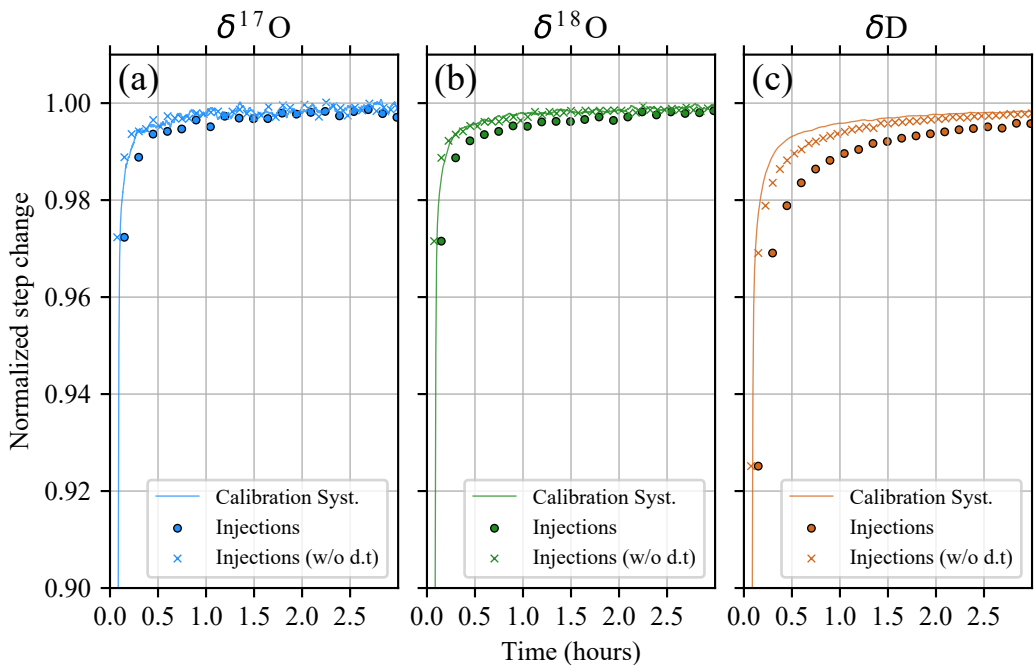 δ¹⁷O δ¹⁸O δD
(a) (b) (c)
1.00
0.98
0.96
0.94
0.92
0.90
Normalized step change
Calibration Syst.
Injections
Injections (w/o d.t)
Calibration Syst.
Injections
Injections (w/o d.t)
Calibration Syst.
Injections
Injections (w/o d.t)
0.0 0.5 1.0 1.5 2.0 2.5 0.0 0.5 1.0 1.5 2.0 2.5 0.0 0.5 1.0 1.5 2.0 2.5
Time (hours)